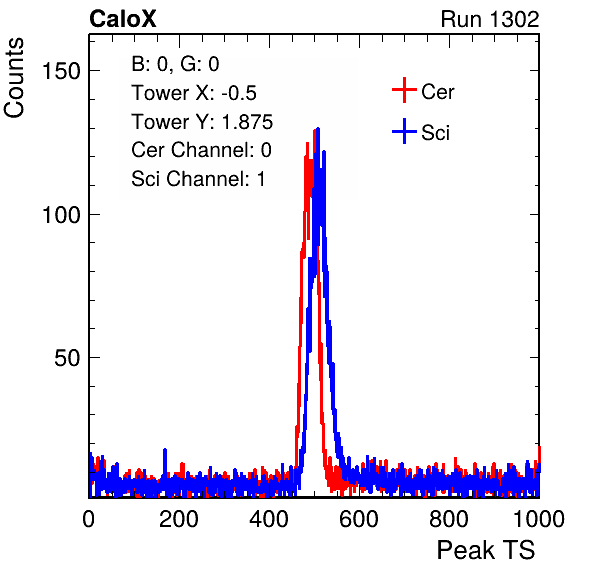 CaloX Run 1302
Counts
B: 0, G: 0
Tower X: -0.5
Tower Y: 1.875
Cer Channel: 0
Sci Channel: 1
Cer
Sci
150
100
50
0 200 400 600 800 1000
Peak TS